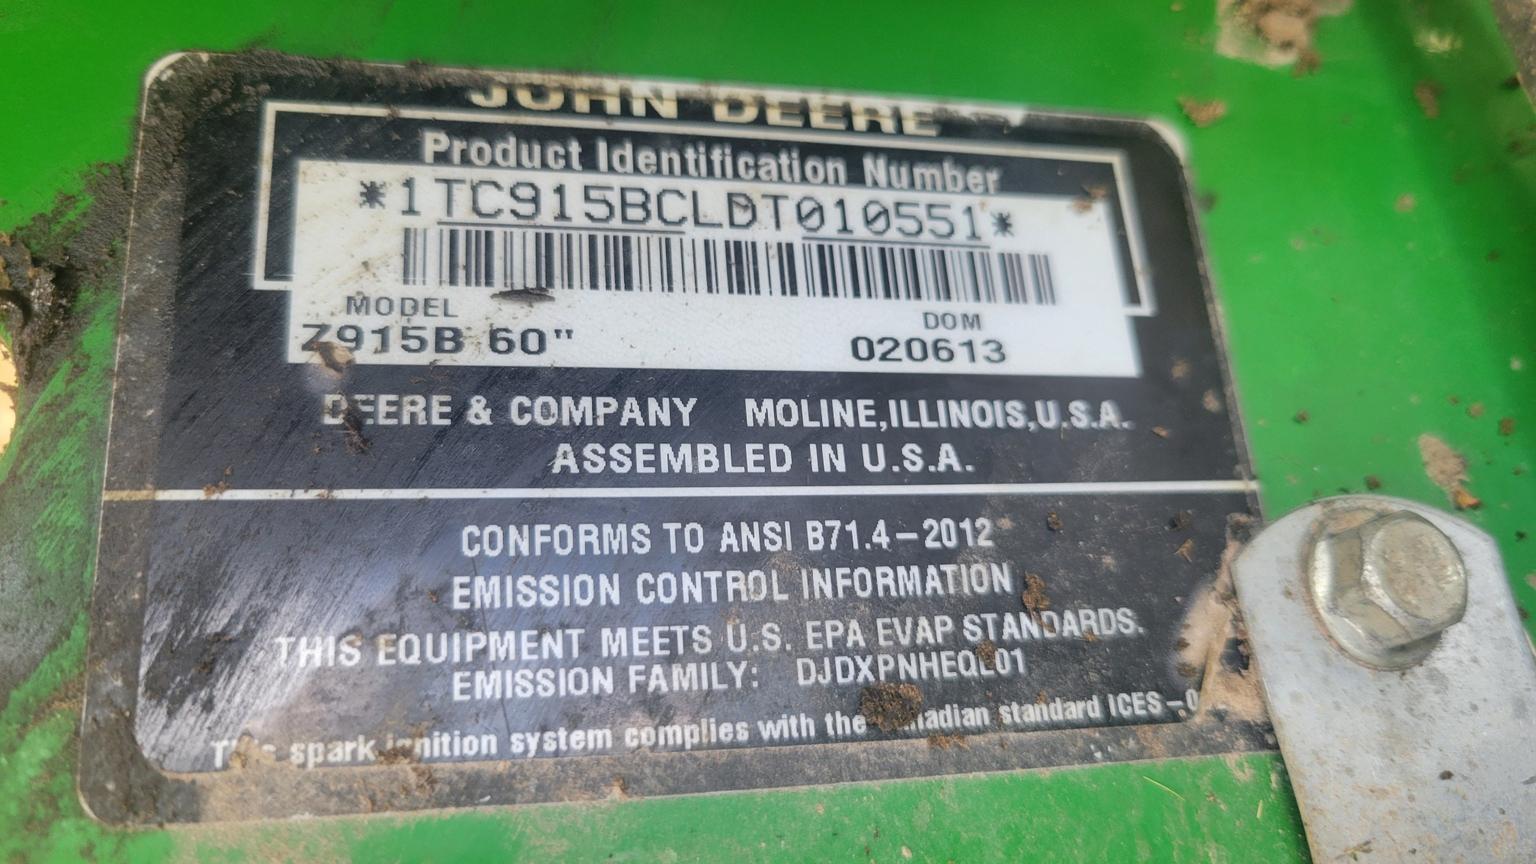 JOHN DEERE
Product Identification Number
*1TC915BCLDT010551*
MODEL
DOM
Z915B 60"
020613
DEERE & COMPANY MOLINE, ILLINOIS, U.S.A.
ASSEMBLED IN U.S.A.
CONFORMS TO ANSI B71.4-2012
EMISSION CONTROL INFORMATION
THIS EQUIPMENT MEETS U.S. EPA EVAP STANDARDS.
EMISSION FAMILY: DJDXPNHEQL01
This spark ignition system complies with the standard ICES-0